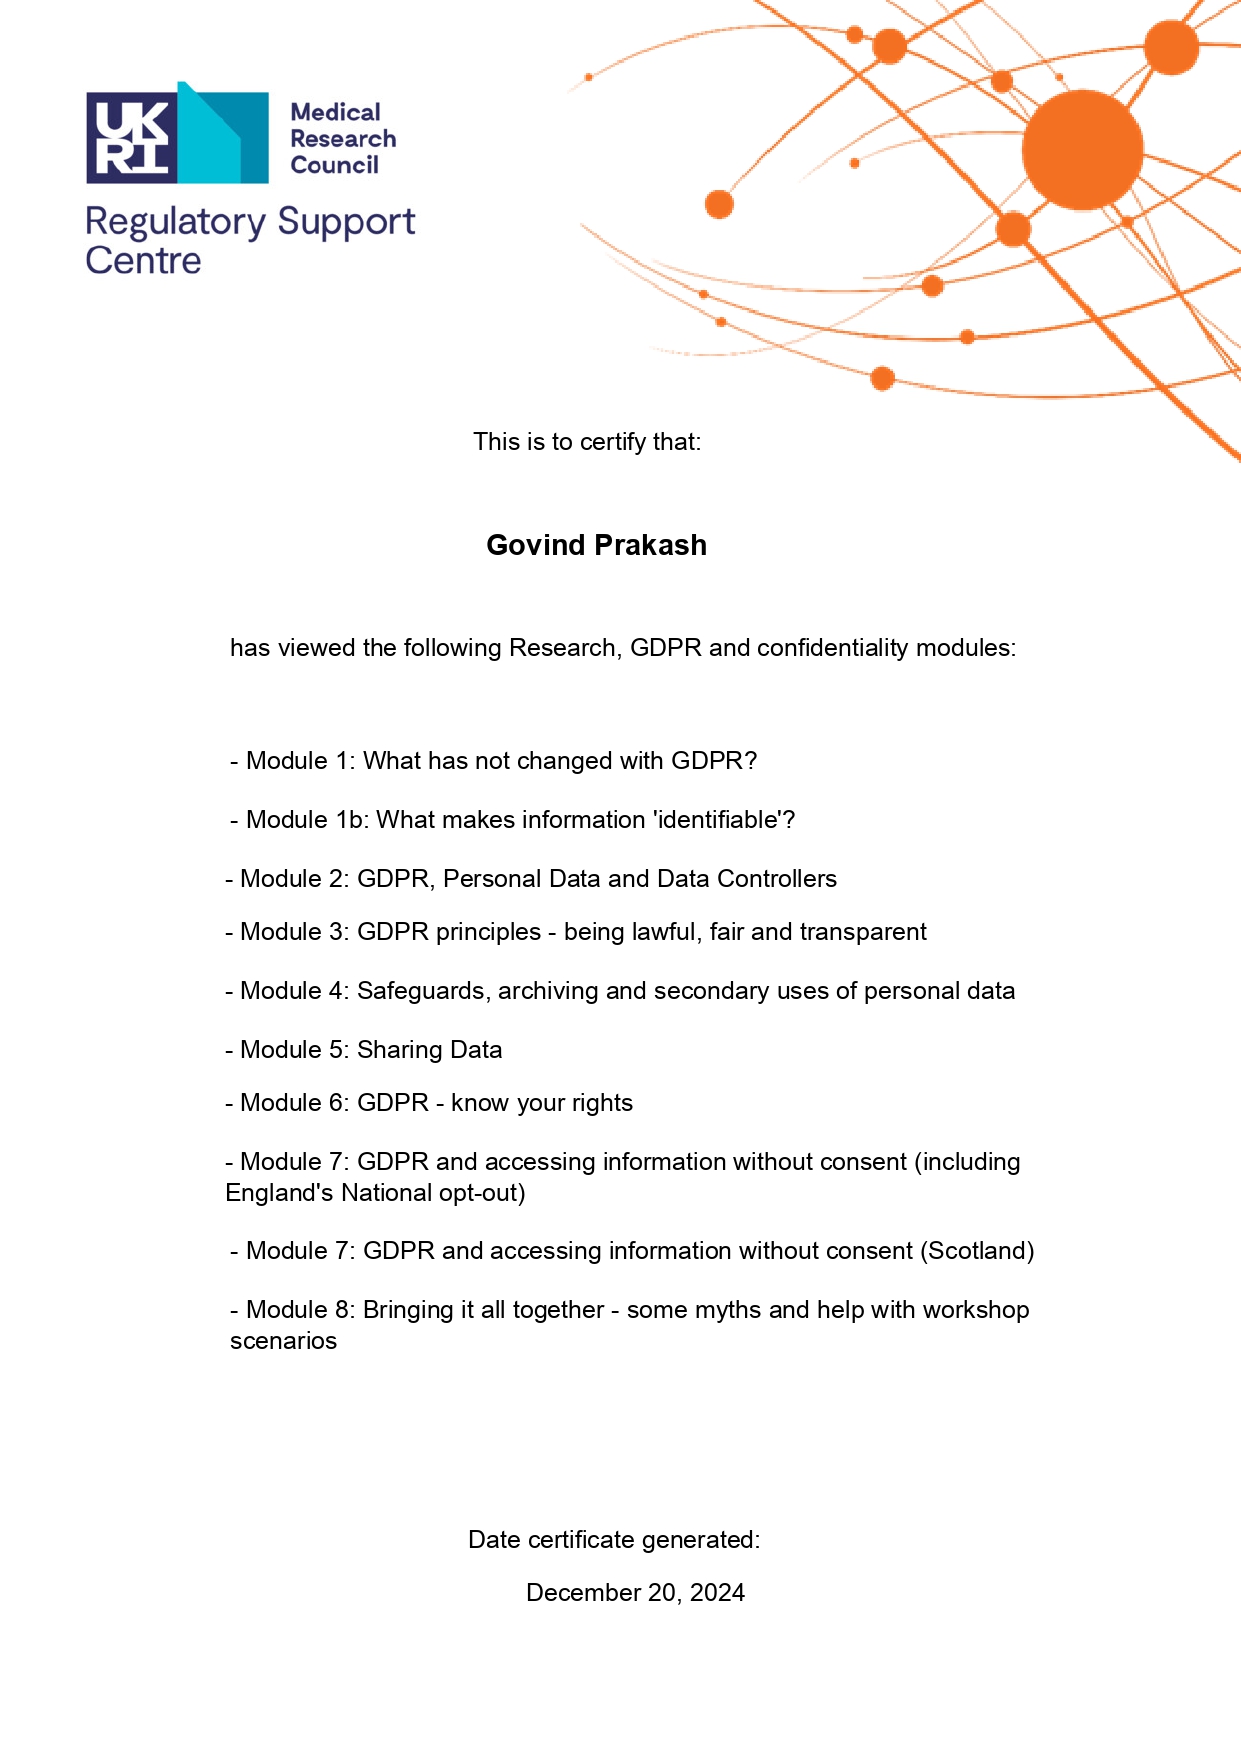 UK
RI
Medical
Research
Council
Regulatory Support
Centre
This is to certify that:
Govind Prakash
has viewed the following Research, GDPR and confidentiality modules:
- Module 1: What has not changed with GDPR?
- Module 1b: What makes information 'identifiable'?
- Module 2: GDPR, Personal Data and Data Controllers
- Module 3: GDPR principles - being lawful, fair and transparent
- Module 4: Safeguards, archiving and secondary uses of personal data
- Module 5: Sharing Data
- Module 6: GDPR - know your rights
- Module 7: GDPR and accessing information without consent (including
England's National opt-out)
- Module 7: GDPR and accessing information without consent (Scotland)
- Module 8: Bringing it all together - some myths and help with workshop
scenarios
Date certificate generated:
December 20, 2024